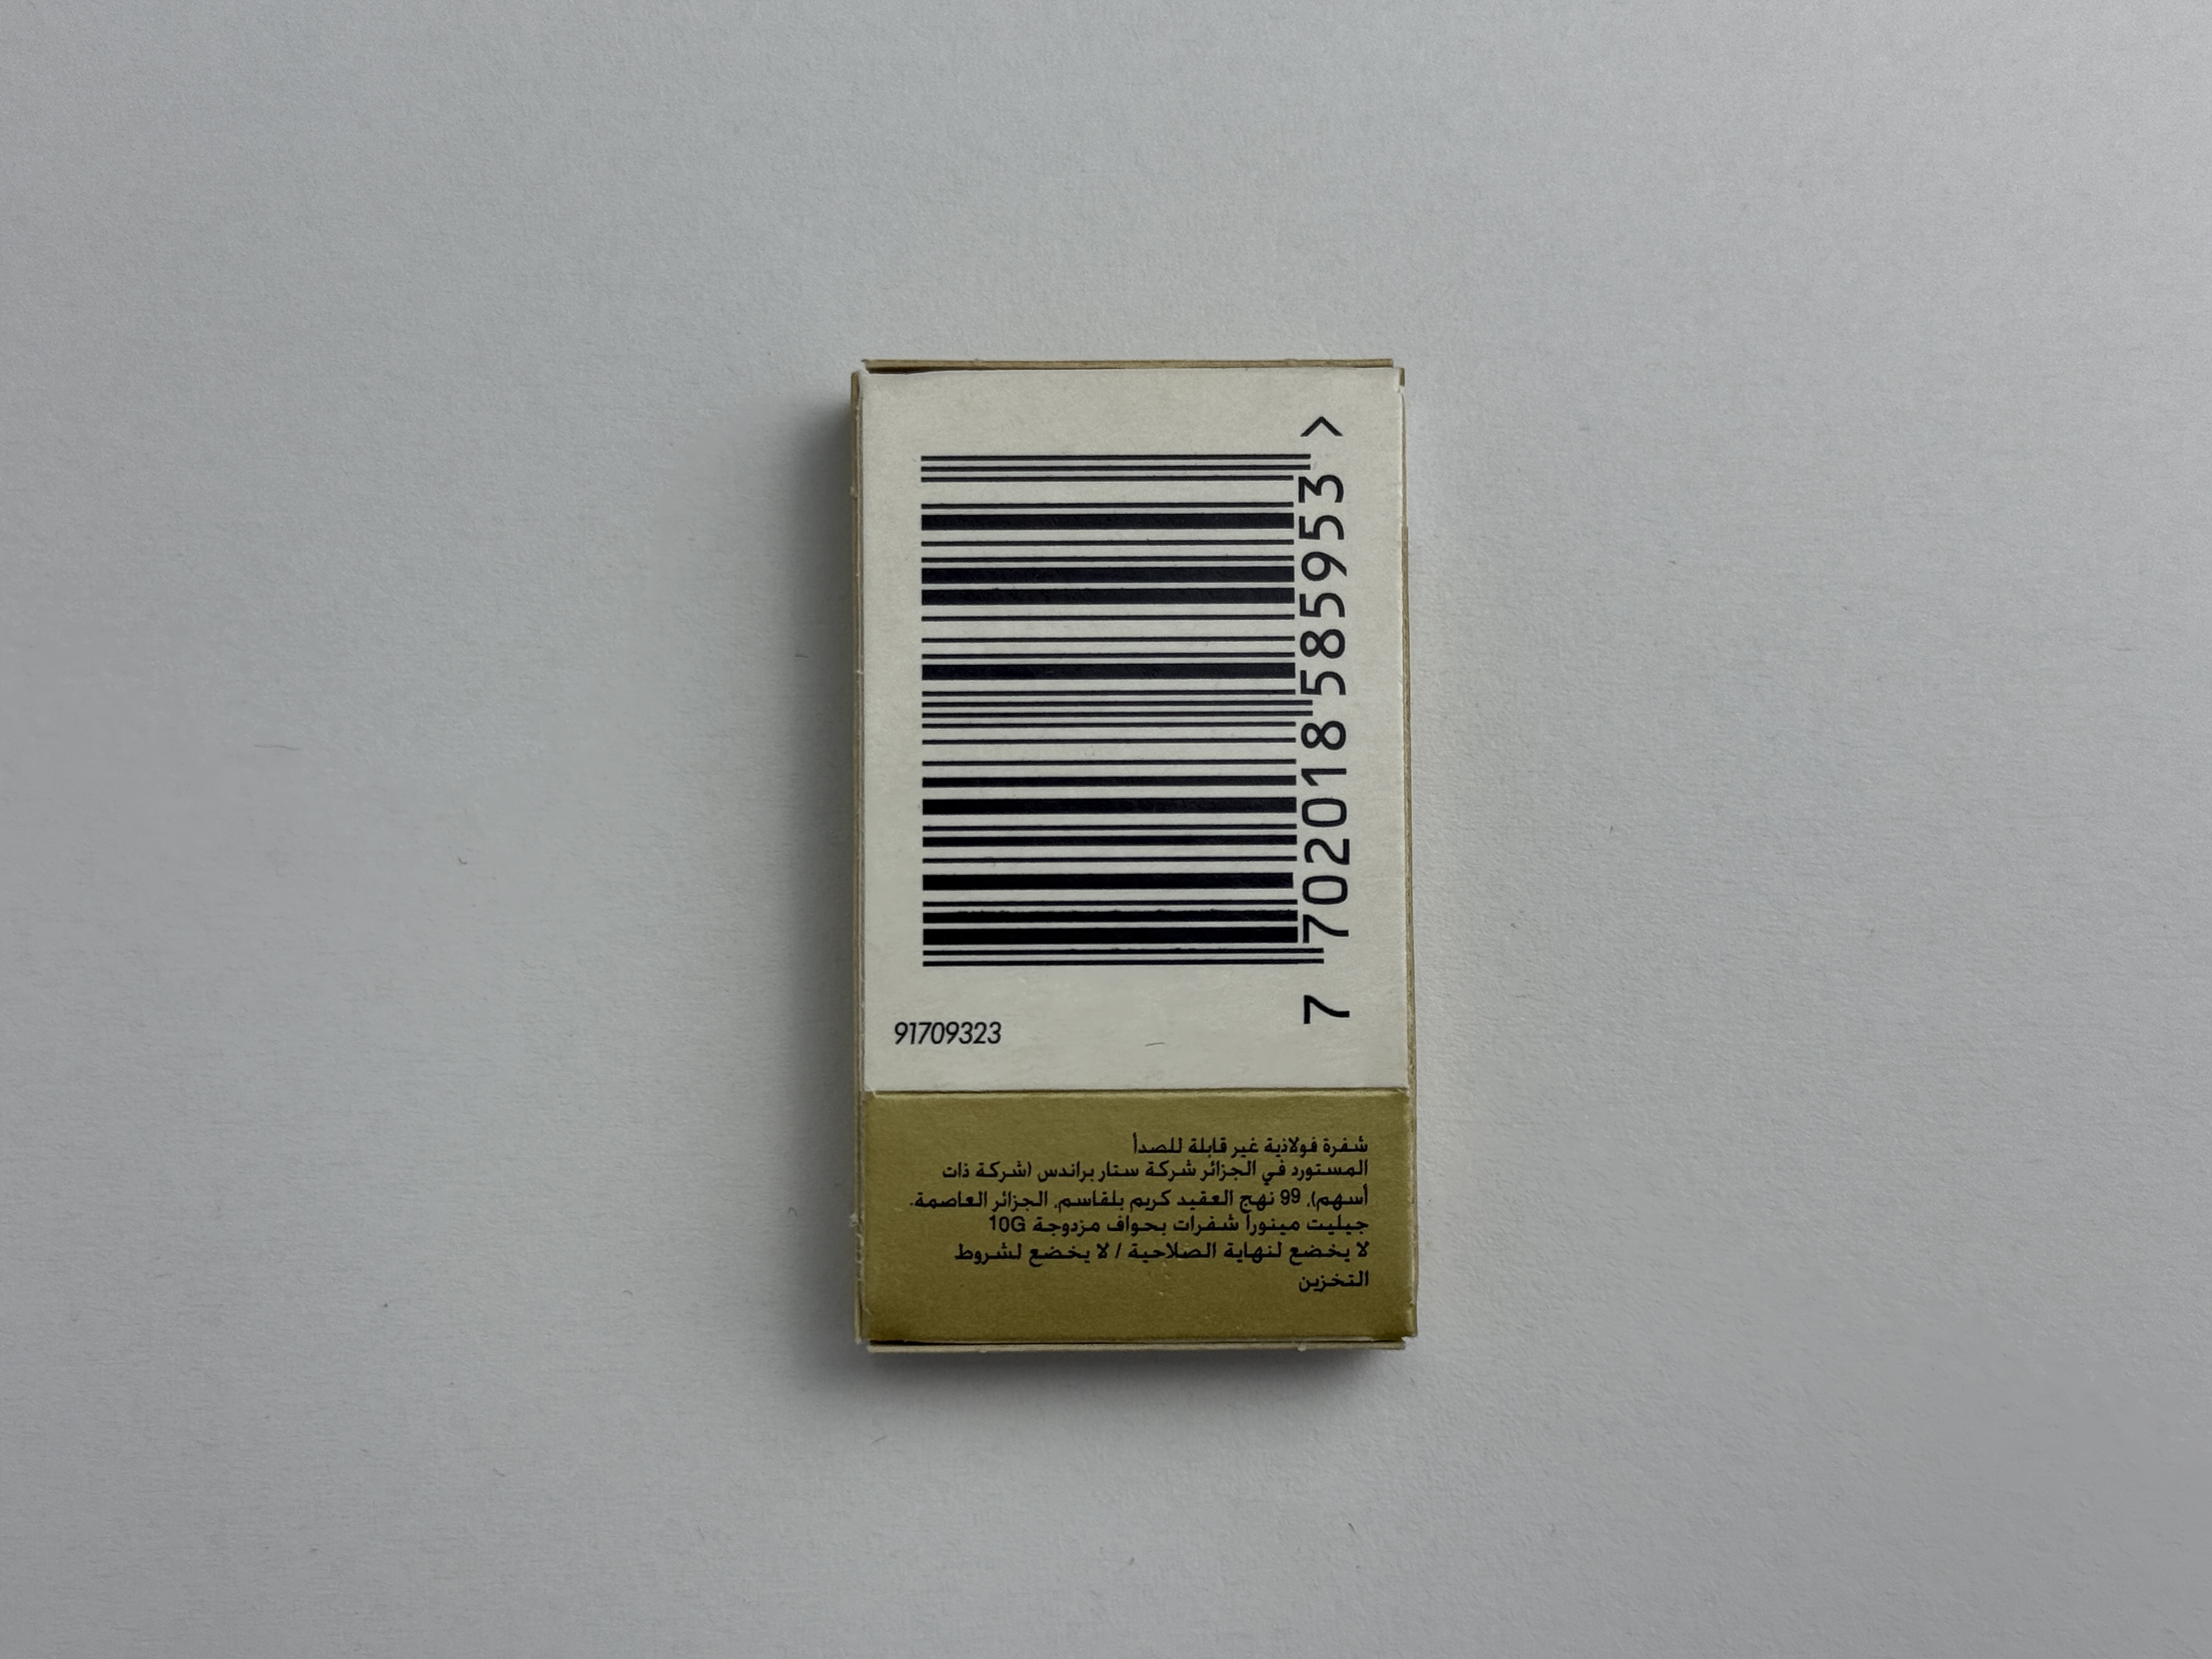 7 702018 585953 >
91709323
شفرة فولاذية غير قابلة للصدأ
المستورد في الجزائر شركة ستار براندس (شركة ذات
أسهم)، 99 نهج العقيد كريم بلقاسم، الجزائر العاصمة.
جيليت مينورا شفرات بحواف مزدوجة 10G
لا يخضع لنهاية الصلاحية / لا يخضع لشروط
التخزين